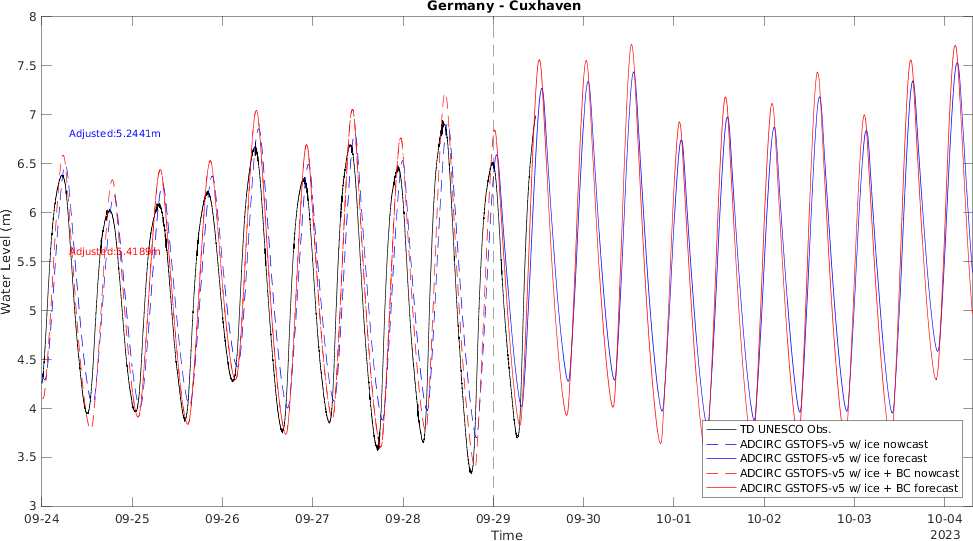 Germany - Cuxhaven
8
7.5
7
6.5
6
5.5
5
4.5
4
3.5
3
Water Level (m)
Adjusted:5.2441m
Adjusted:5.4189m
TD UNESCO Obs.
ADCIRC GSTOFS-v5 w/ ice nowcast
ADCIRC GSTOFS-v5 w/ ice forecast
ADCIRC GSTOFS-v5 w/ ice + BC nowcast
ADCIRC GSTOFS-v5 w/ ice + BC forecast
09-24 09-25 09-26 09-27 09-28 09-29 09-30 10-01 10-02 10-03 10-04
Time
2023